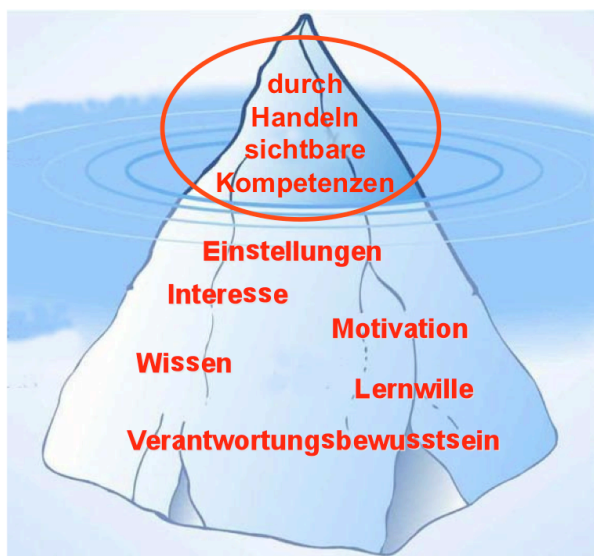 durch
Handeln
sichtbare
Kompetenzen
Einstellungen
Interesse
Motivation
Wissen
Lernwille
Verantwortungsbewusstsein